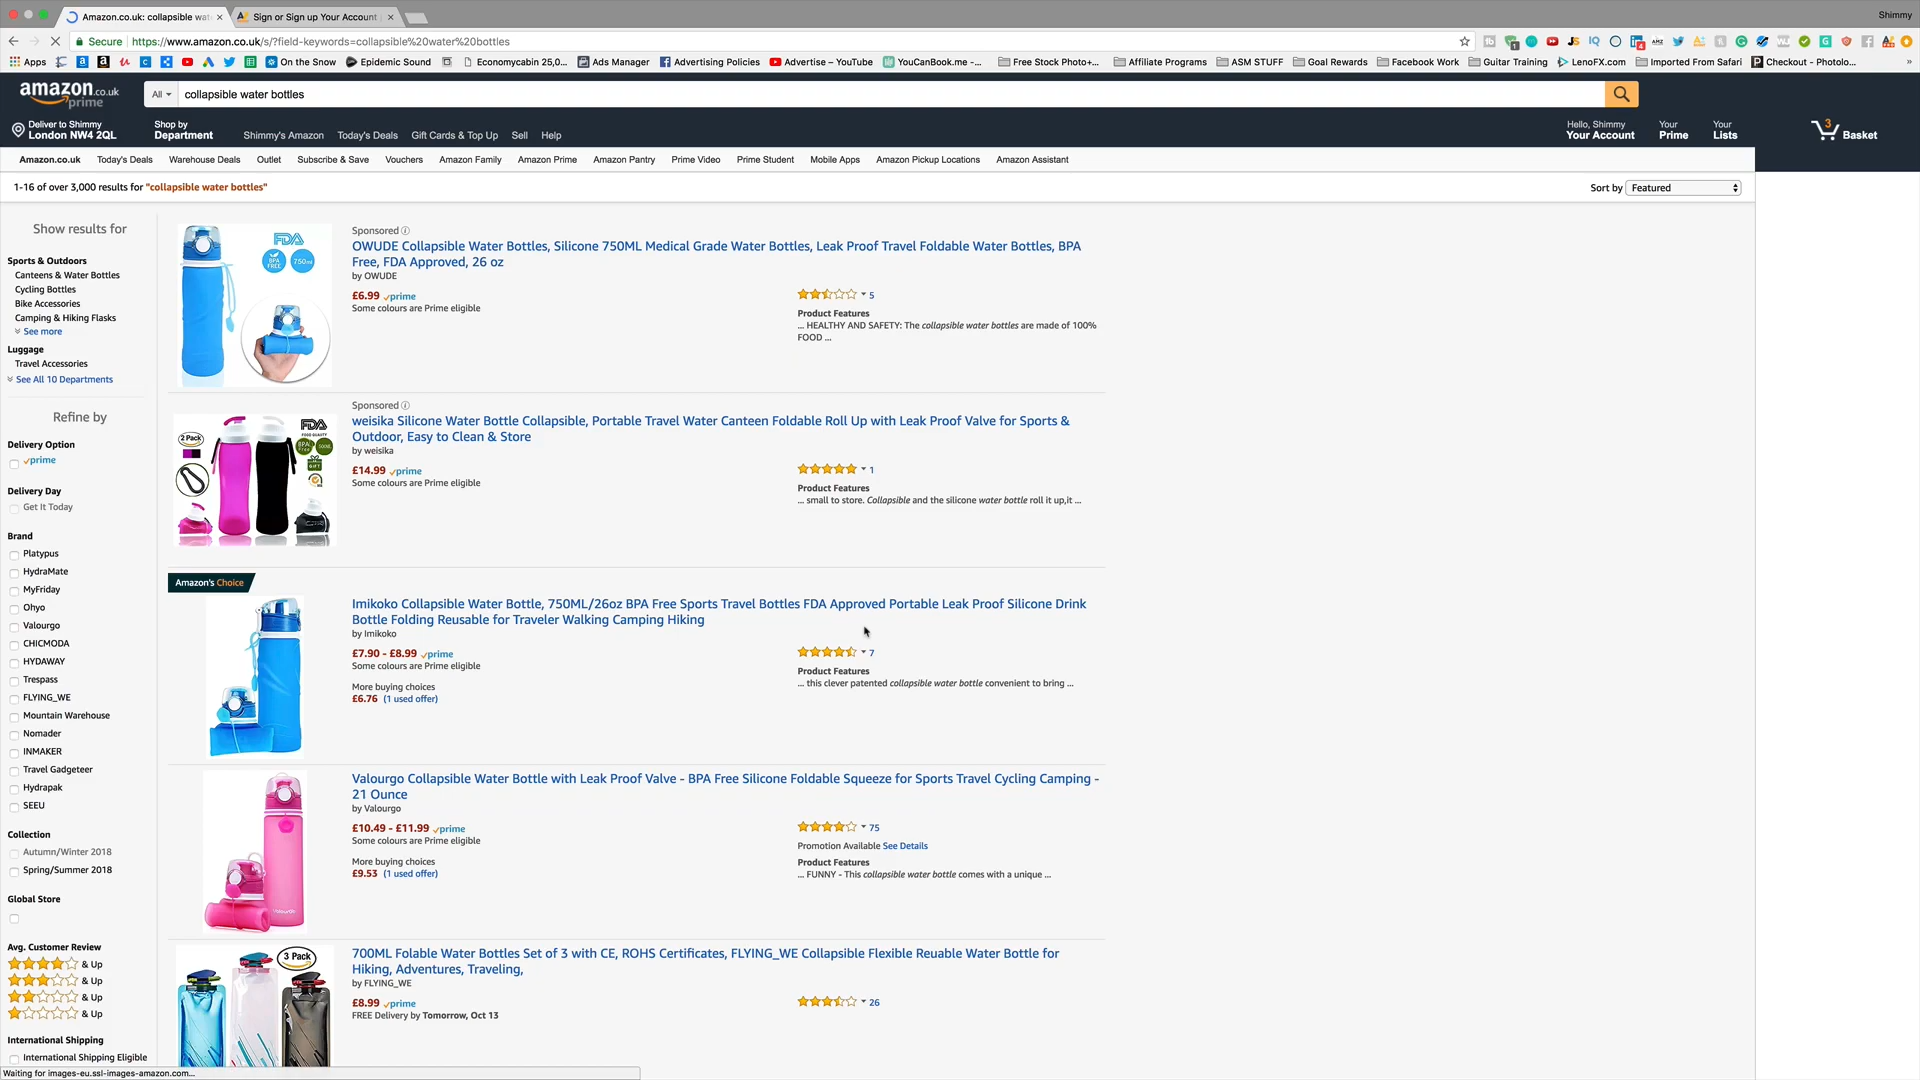 Amazon.co.uk: collapsible wat
Sign or Sign up Your Account
Shimmy
Secure
https://www.amazon.co.uk/s/?field-keywords=collapsible%20water%20bottles
Apps
On the Snow
Epidemic Sound
Economycabin 25,0...
Ads Manager
Advertising Policies
Advertise – YouTube
YouCanBook.me -...
Free Stock Photo+...
Affiliate Programs
ASM STUFF
Goal Rewards
Facebook Work
Guitar Training
LenoFX.com
Imported From Safari
Checkout - Photolo...
amazon.co.uk
prime
All
collapsible water bottles
Deliver to Shimmy
London NW4 2QL
Shop by
Department
Shimmy's Amazon
Today's Deals
Gift Cards & Top Up
Sell
Help
Hello, Shimmy
Your Account
Your
Prime
Your
Lists
3
Basket
Amazon.co.uk
Today's Deals
Warehouse Deals
Outlet
Subscribe & Save
Vouchers
Amazon Family
Amazon Prime
Amazon Pantry
Prime Video
Prime Student
Mobile Apps
Amazon Pickup Locations
Amazon Assistant
1-16 of over 3,000 results for "collapsible water bottles"
Sort by
Featured
Show results for
Sports & Outdoors
Canteens & Water Bottles
Cycling Bottles
Bike Accessories
Camping & Hiking Flasks
See more
Luggage
Travel Accessories
See All 10 Departments
Refine by
Delivery Option
prime
Delivery Day
Get It Today
Brand
Platypus
HydraMate
MyFriday
Ohyo
Valourgo
CHICMODA
HYDAWAY
Trespass
FLYING_WE
Mountain Warehouse
Nomader
INMAKER
Travel Gadgeteer
Hydrapak
SEEU
Collection
Autumn/Winter 2018
Spring/Summer 2018
Global Store
Avg. Customer Review
& Up
& Up
& Up
& Up
International Shipping
International Shipping Eligible
Waiting for images-eu.ssl-images-amazon.com...
FDA
BPA
FREE
750ml
Sponsored
OWUDE Collapsible Water Bottles, Silicone 750ML Medical Grade Water Bottles, Leak Proof Travel Foldable Water Bottles, BPA
Free, FDA Approved, 26 oz
by OWUDE
£6.99 prime
Some colours are Prime eligible
5
Product Features
... HEALTHY AND SAFETY: The collapsible water bottles are made of 100%
FOOD ...
2 Pack
FDA
Sponsored
weisika Silicone Water Bottle Collapsible, Portable Travel Water Canteen Foldable Roll Up with Leak Proof Valve for Sports &
Outdoor, Easy to Clean & Store
by weisika
£14.99 prime
Some colours are Prime eligible
1
Product Features
... small to store. Collapsible and the silicone water bottle roll it up,it ...
Amazon's Choice
Imikoko Collapsible Water Bottle, 750ML/26oz BPA Free Sports Travel Bottles FDA Approved Portable Leak Proof Silicone Drink
Bottle Folding Reusable for Traveler Walking Camping Hiking
by Imikoko
£7.90 - £8.99 prime
Some colours are Prime eligible
More buying choices
£6.76 (1 used offer)
7
Product Features
... this clever patented collapsible water bottle convenient to bring ...
Valourgo Collapsible Water Bottle with Leak Proof Valve - BPA Free Silicone Foldable Squeeze for Sports Travel Cycling Camping -
21 Ounce
by Valourgo
£10.49 - £11.99 prime
Some colours are Prime eligible
More buying choices
£9.53 (1 used offer)
75
Promotion Available See Details
Product Features
... FUNNY - This collapsible water bottle comes with a unique ...
3 Pack
700ML Folable Water Bottles Set of 3 with CE, ROHS Certificates, FLYING_WE Collapsible Flexible Reuable Water Bottle for
Hiking, Adventures, Traveling,
by FLYING_WE
£8.99 prime
FREE Delivery by Tomorrow, Oct 13
26